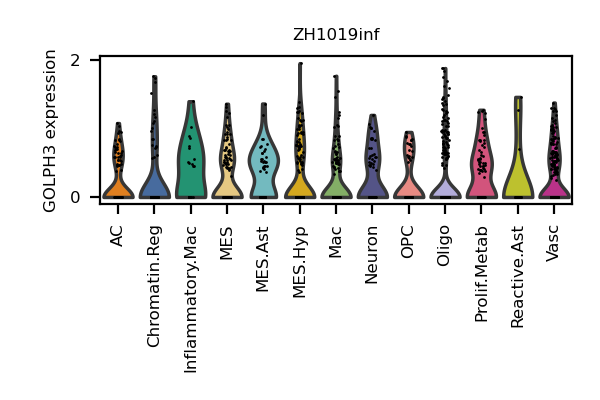 ZH1019inf
GOLPH3 expression
2
0
AC
Chromatin.Reg
Inflammatory.Mac
MES
MES.Ast
MES.Hyp
Mac
Neuron
OPC
Oligo
Prolif.Metab
Reactive.Ast
Vasc